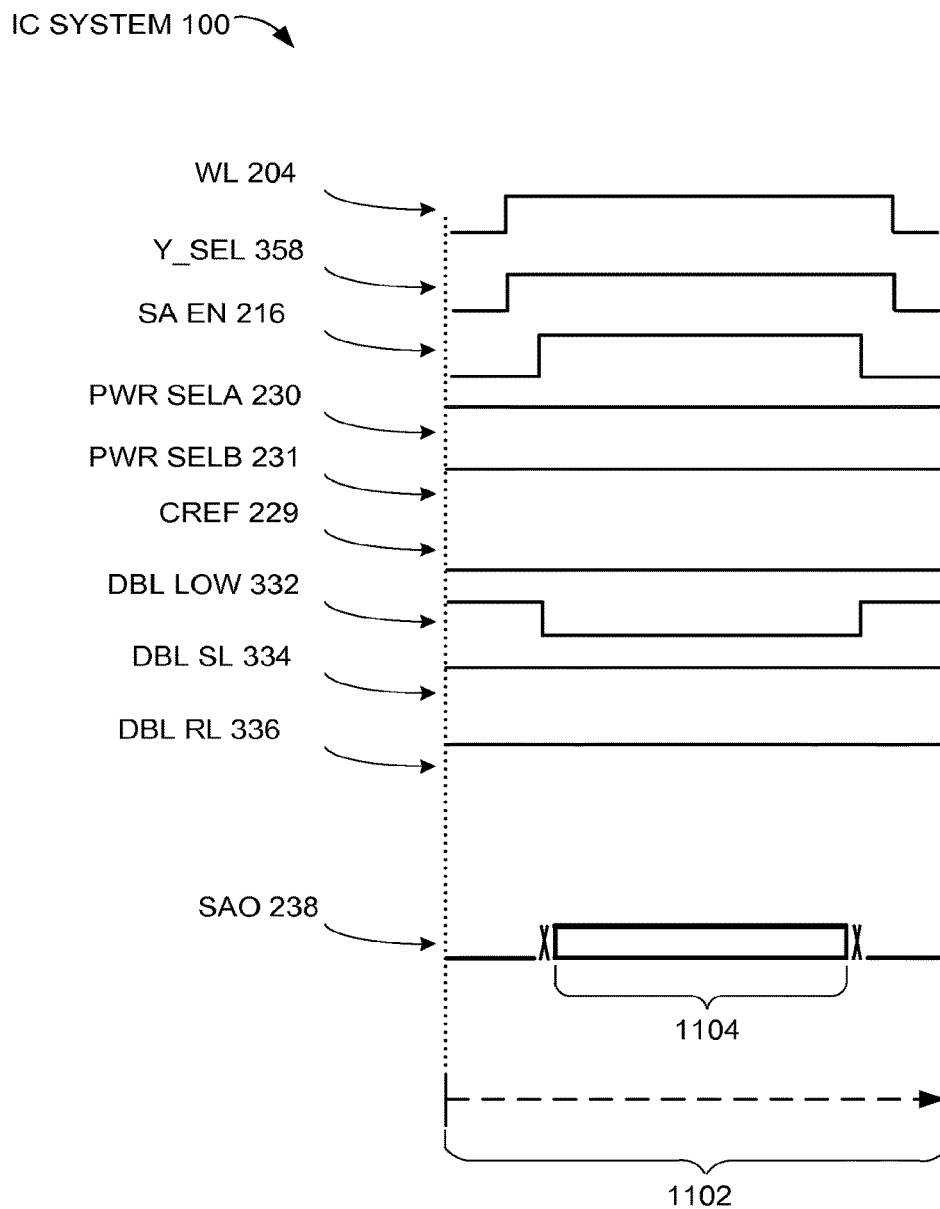 IC SYSTEM 100
WL 204
Y_SEL 358
SA EN 216
PWR SELA 230
PWR SELB 231
CREF 229
DBL LOW 332
DBL SL 334
DBL RL 336
SAO 238
X
X
1104
1102